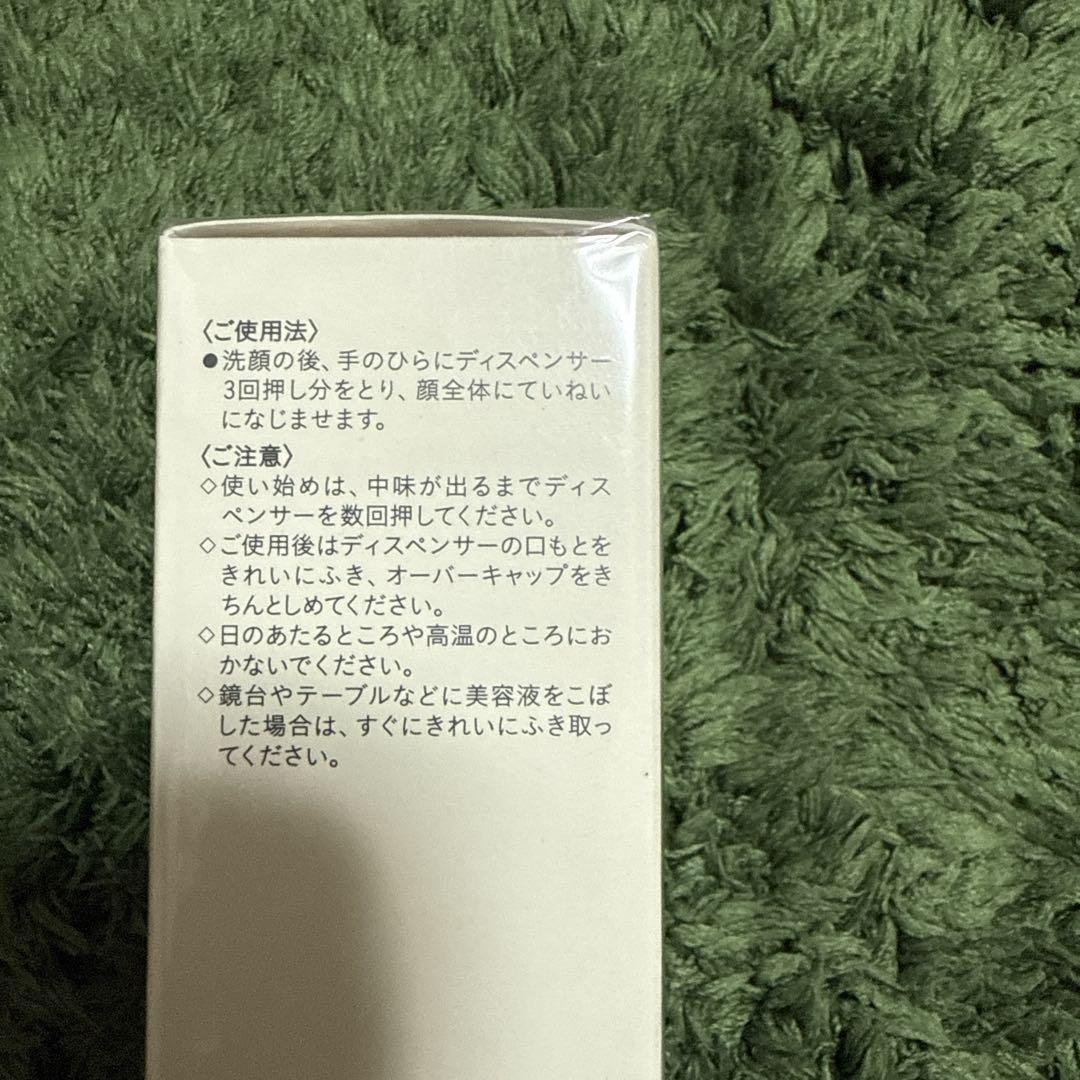 〈ご使用法〉
●洗顔の後、手のひらにディスペンサー
3回押し分をとり、顔全体にていねい
になじませます。
〈ご注意〉
◇使い始めは、中味が出るまでディス
ペンサーを数回押してください。
◇ご使用後はディスペンサーの口もとを
きれいにふき、オーバーキャップをき
ちんとしめてください。
◇日のあたるところや高温のところにお
かないでください。
◇鏡台やテーブルなどに美容液をこぼ
した場合は、すぐにきれいにふき取っ
てください。